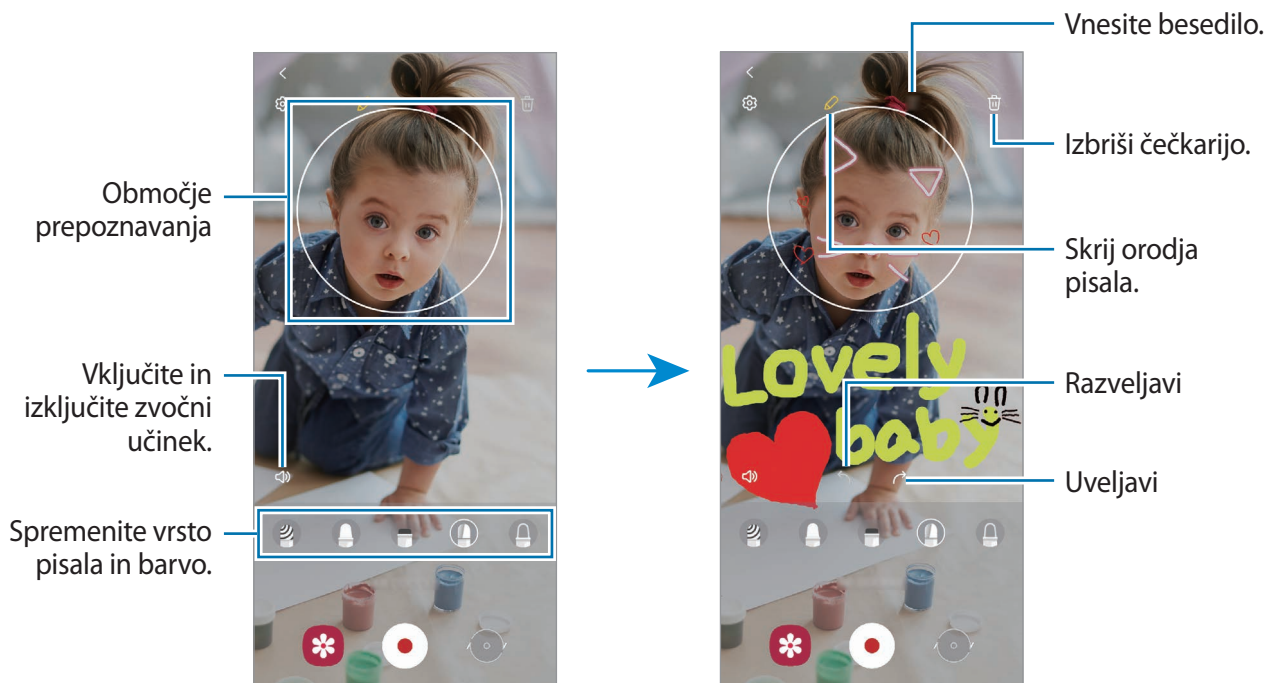 Območje
prepoznavanja
Vključite in
izključite zvočni
učinek.
Spremenite vrsto
pisala in barvo.
Vnesite besedilo.
Izbriši čečkarijo.
Skrij orodja
pisala.
Razveljavi
Uveljavi
Lovely
baby